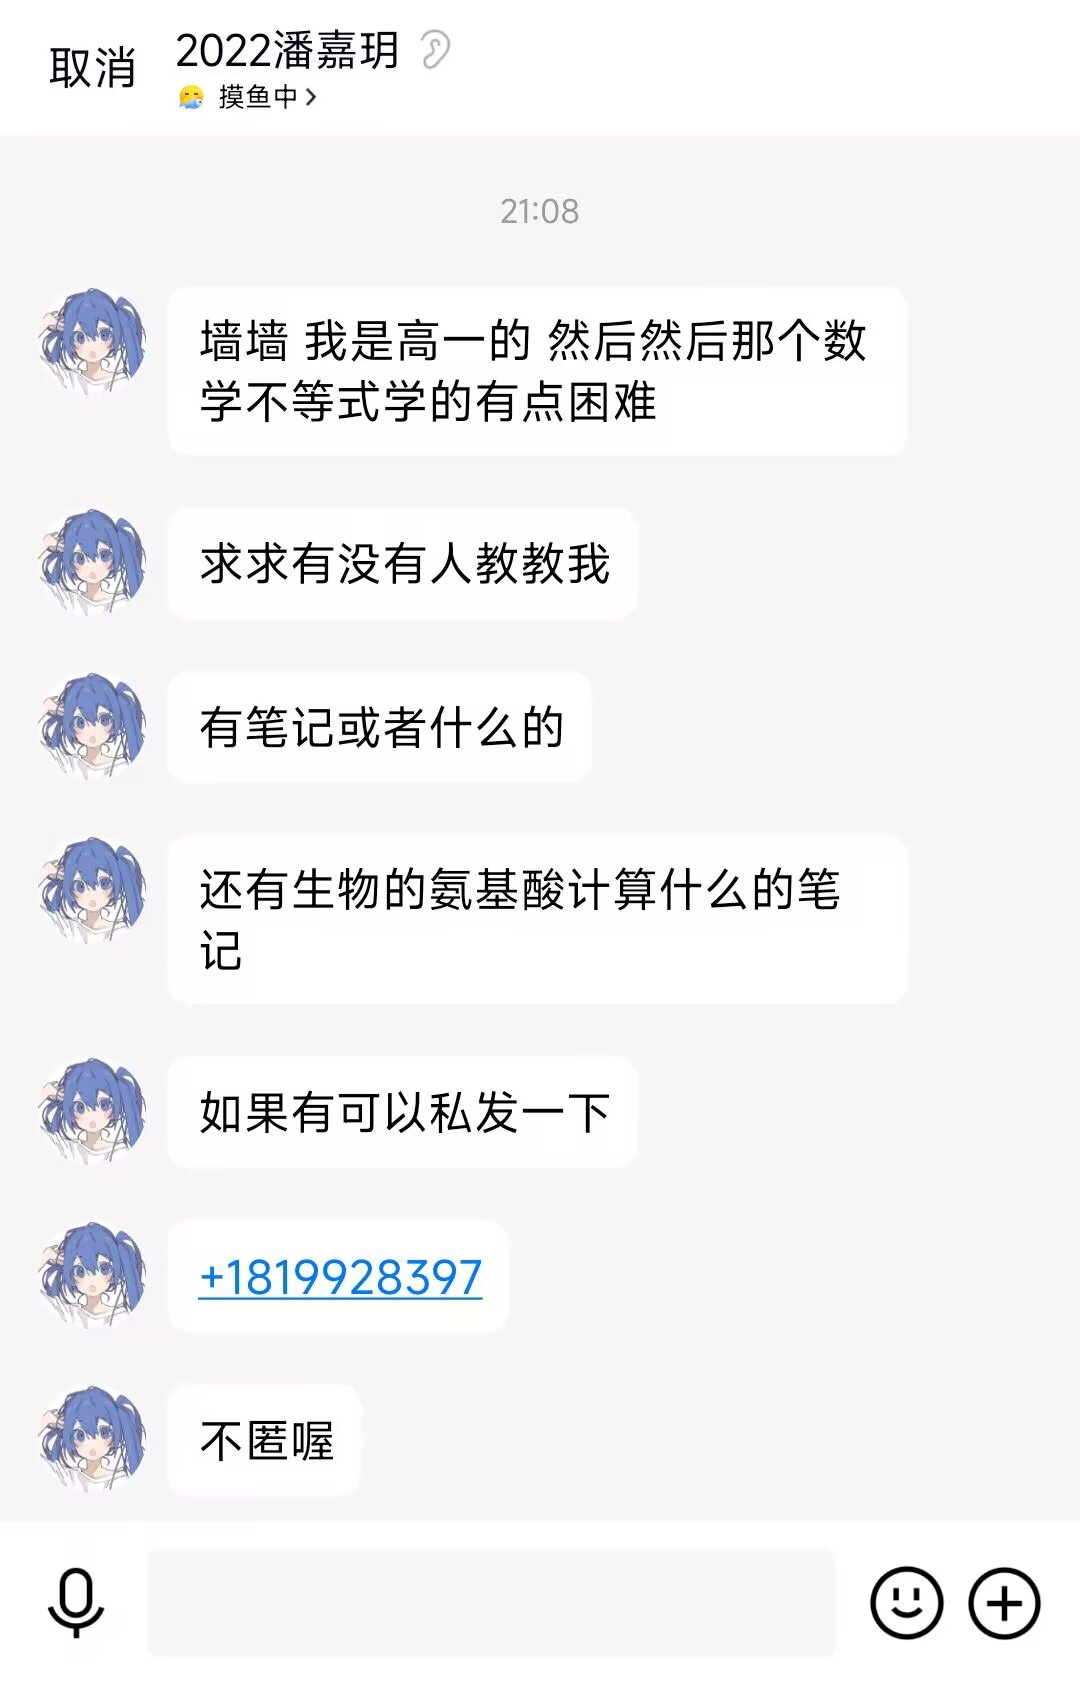 取消
2022潘嘉玥
摸鱼中
21:08
墙墙 我是高一的 然后然后那个数
学不等式学的有点困难
求求有没有人教教我
有笔记或者什么的
还有生物的氨基酸计算什么的笔
记
如果有可以私发一下
+1819928397
不匿喔